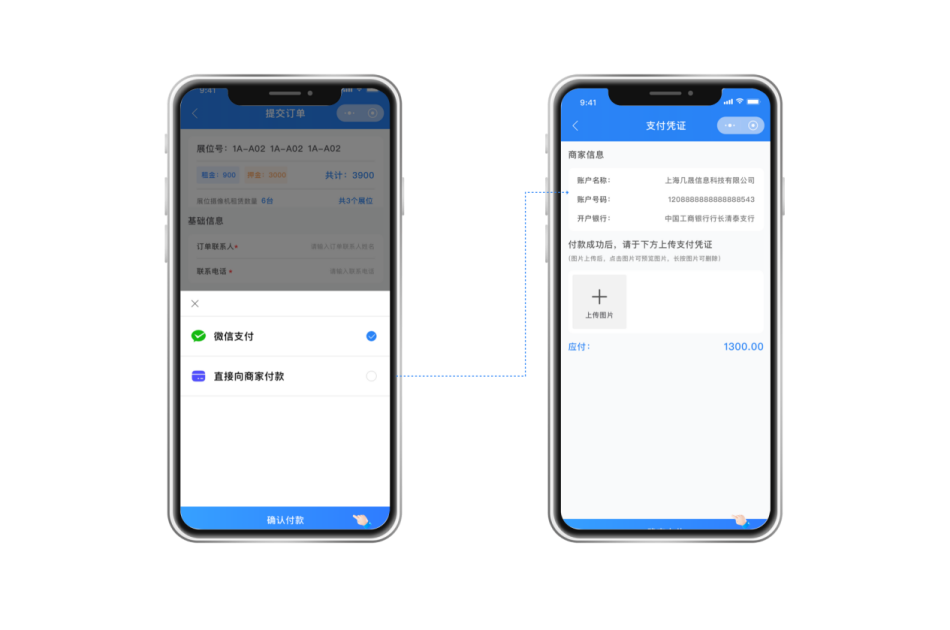 9:41
提交订单
展位号：1A-A02 1A-A02 1A-A02
租金：900 押金：3000 共计：3900
展位摄像机租赁数量 6台 共3个展位
基础信息
订单联系人* 请输入订单联系人姓名
联系电话* 请输入联系电话
微信支付
直接向商家付款
确认付款
9:41
支付凭证
商家信息
账户名称： 上海几晟信息科技有限公司
账户号码： 1208888888888888543
开户银行： 中国工商银行行长清泰支行
付款成功后，请于下方上传支付凭证
(图片上传后，点击图片可预览图片，长按图片可删除)
上传图片
应付： 1300.00